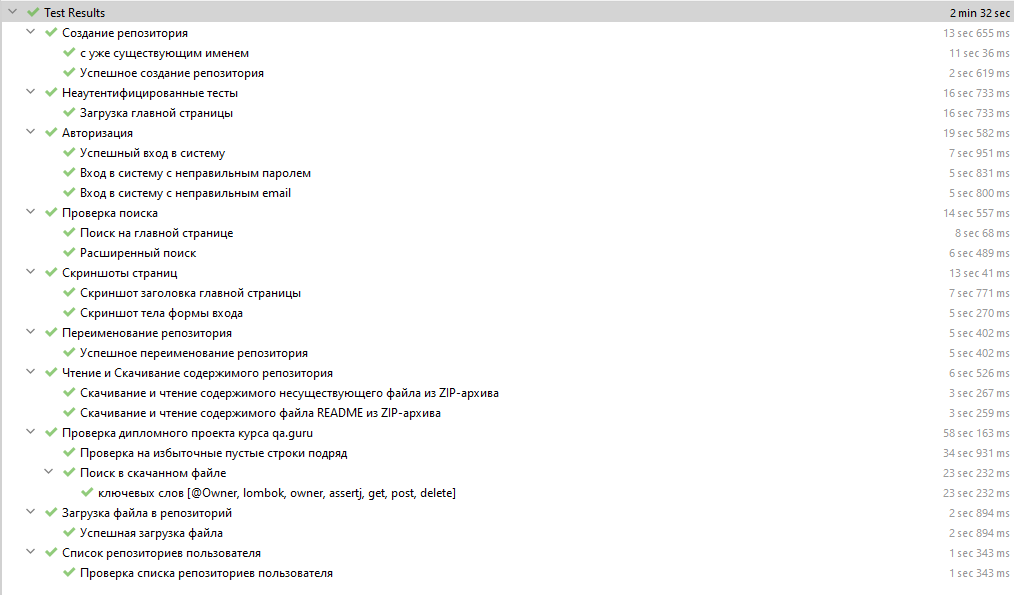 Test Results 2 min 32 sec
Создание репозитория 13 sec 655 ms
с уже существующим именем 11 sec 36 ms
Успешное создание репозитория 2 sec 619 ms
Неаутентифицированные тесты 16 sec 733 ms
Загрузка главной страницы 16 sec 733 ms
Авторизация 19 sec 582 ms
Успешный вход в систему 7 sec 951 ms
Вход в систему с неправильным паролем 5 sec 831 ms
Вход в систему с неправильным email 5 sec 800 ms
Проверка поиска 14 sec 557 ms
Поиск на главной странице 8 sec 68 ms
Расширенный поиск 6 sec 489 ms
Скриншоты страниц 13 sec 41 ms
Скриншот заголовка главной страницы 7 sec 771 ms
Скриншот тела формы входа 5 sec 270 ms
Переименование репозитория 5 sec 402 ms
Успешное переименование репозитория 5 sec 402 ms
Чтение и Скачивание содержимого репозитория 6 sec 526 ms
Скачивание и чтение содержимого несуществующего файла из ZIP-архива 3 sec 267 ms
Скачивание и чтение содержимого файла README из ZIP-архива 3 sec 259 ms
Проверка дипломного проекта курса qa.guru 58 sec 163 ms
Проверка на избыточные пустые строки подряд 34 sec 931 ms
Поиск в скачанном файле 23 sec 232 ms
ключевых слов [@Owner, lombok, owner, assertj, get, post, delete] 23 sec 232 ms
Загрузка файла в репозиторий 2 sec 894 ms
Успешная загрузка файла 2 sec 894 ms
Список репозиториев пользователя 1 sec 343 ms
Проверка списка репозиториев пользователя 1 sec 343 ms